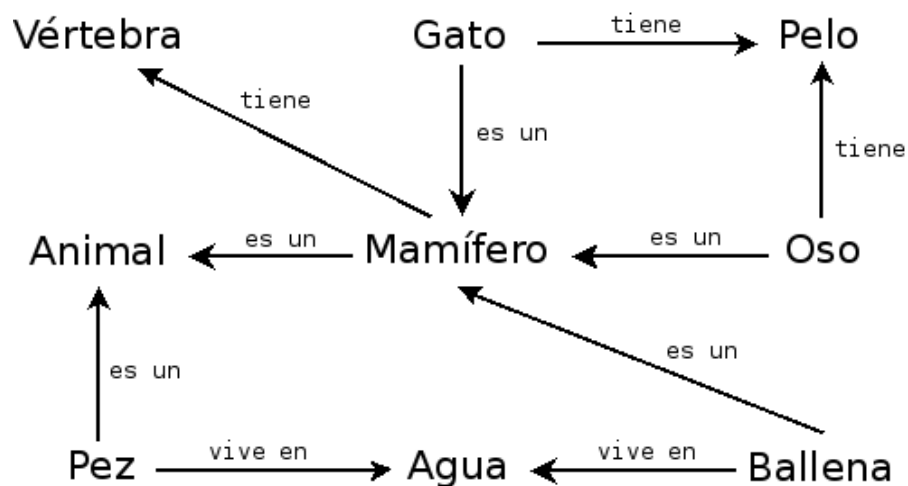 Vértebra Gato tiene Pelo
tiene
es un
tiene
Animal es un Mamífero es un Oso
es un
es un
Pez vive en Agua vive en Ballena